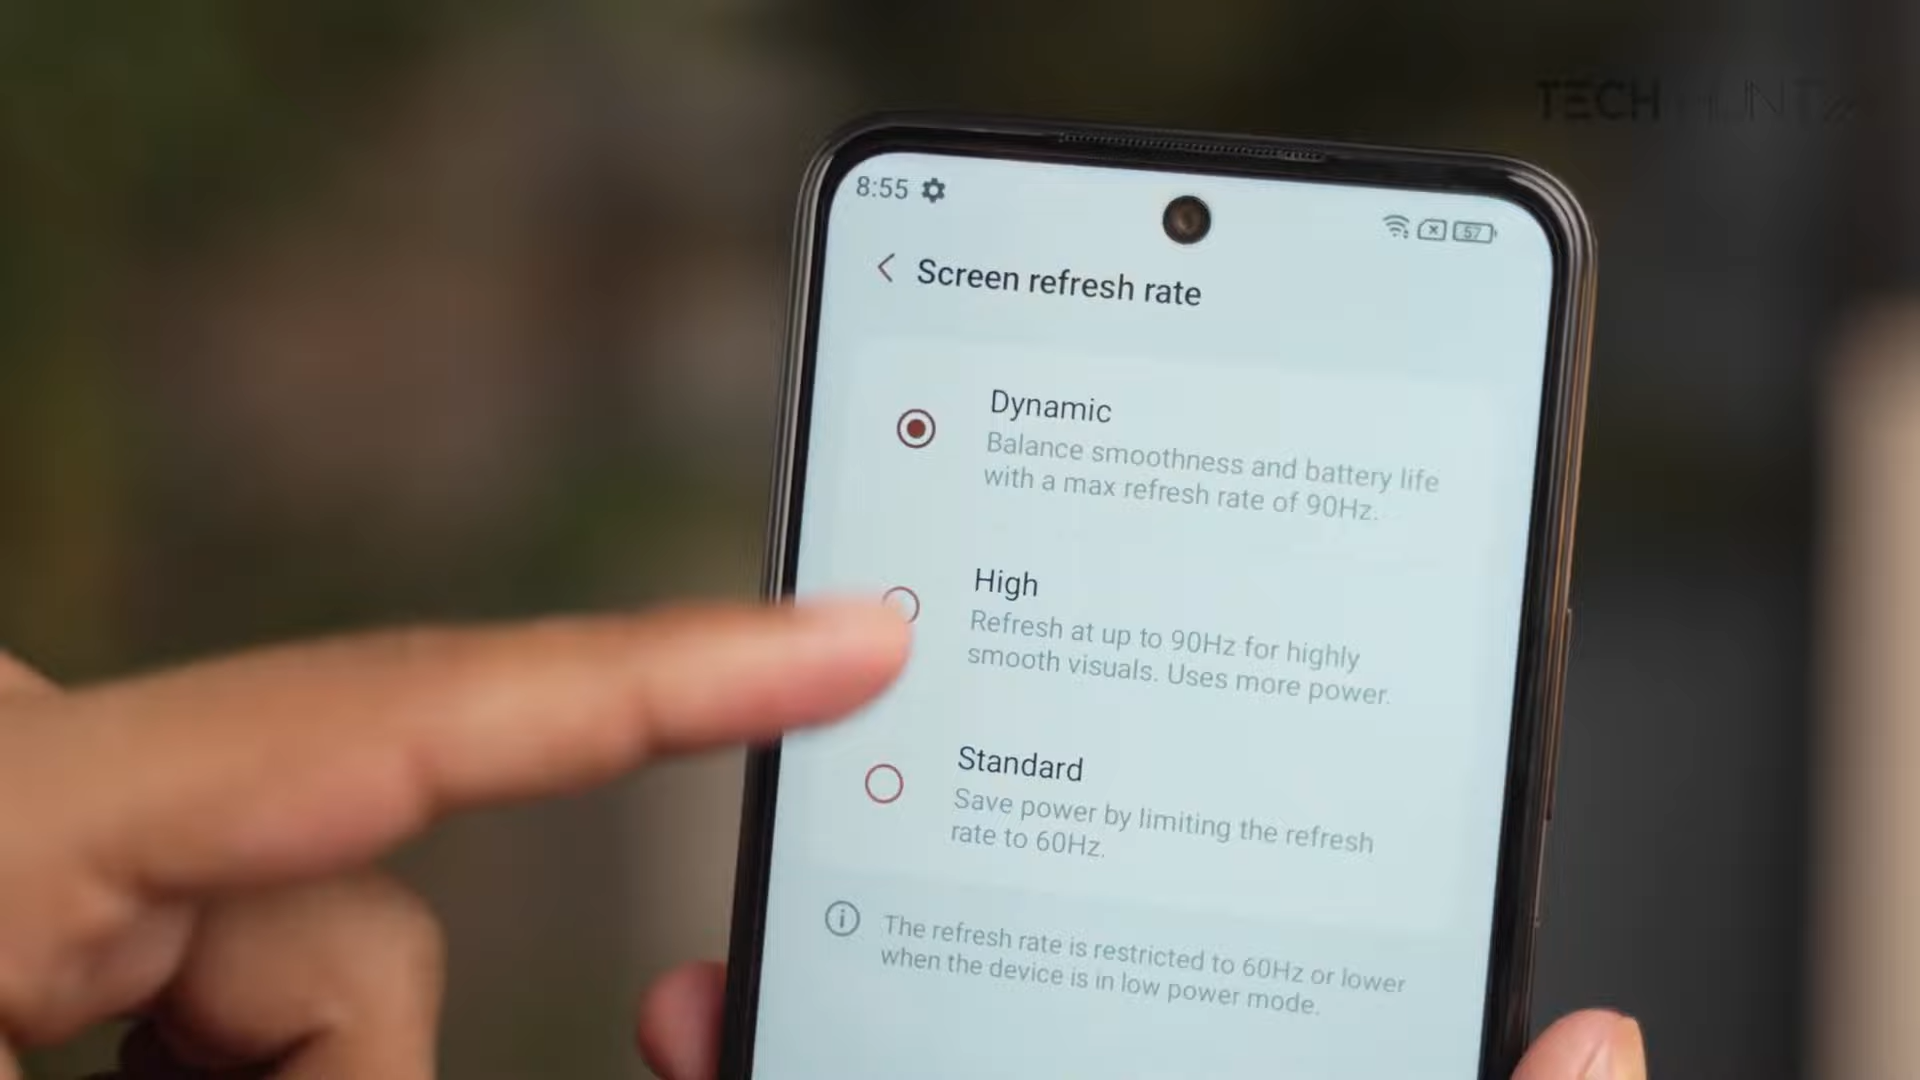 TECH HUNT
8:55
57
Screen refresh rate
Dynamic
Balance smoothness and battery life
with a max refresh rate of 90Hz.
High
Refresh at up to 90Hz for highly
smooth visuals. Uses more power.
Standard
Save power by limiting the refresh
rate to 60Hz.
The refresh rate is restricted to 60Hz or lower
when the device is in low power mode.